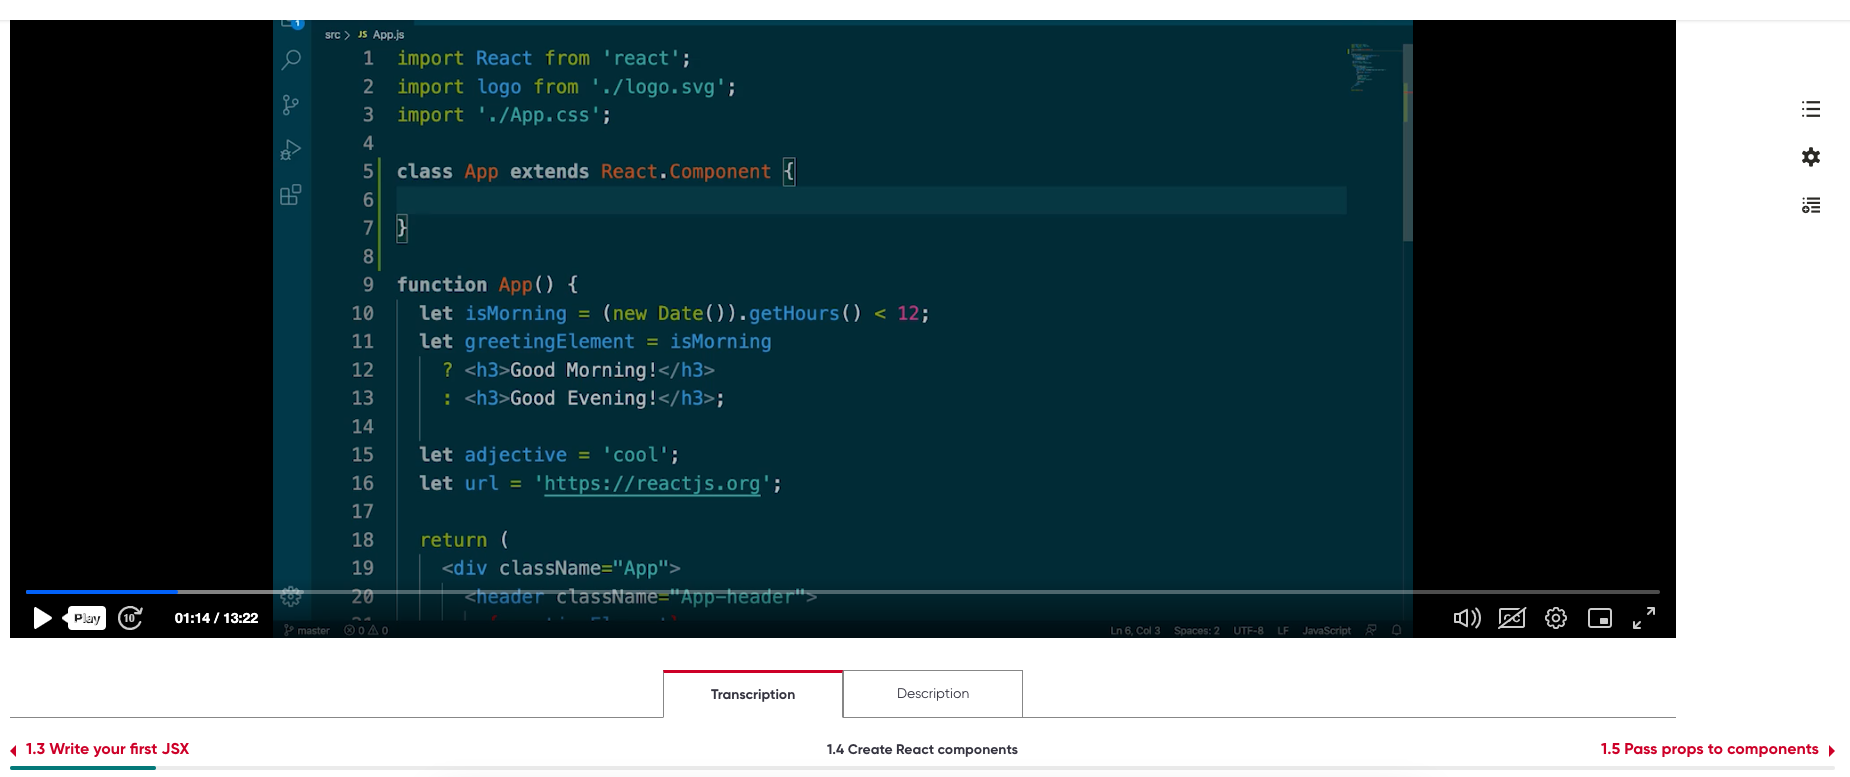 1
src > JS App.js
1 import React from 'react';
2 import logo from './logo.svg';
3 import './App.css';
4
5 class App extends React.Component {
6
7 }
8
9 function App() {
10 let isMorning = (new Date()).getHours() < 12;
11 let greetingElement = isMorning
12 ? <h3>Good Morning!</h3>
13 : <h3>Good Evening!</h3>;
14
15 let adjective = 'cool';
16 let url = 'https://reactjs.org';
17
18 return (
19 <div className="App">
20 <header className="App-header">
Play 10 01:14 / 13:22
master 0 0 Ln 6, Col 3 Spaces: 2 UTF-8 LF JavaScript
Transcription Description
1.3 Write your first JSX 1.4 Create React components 1.5 Pass props to components